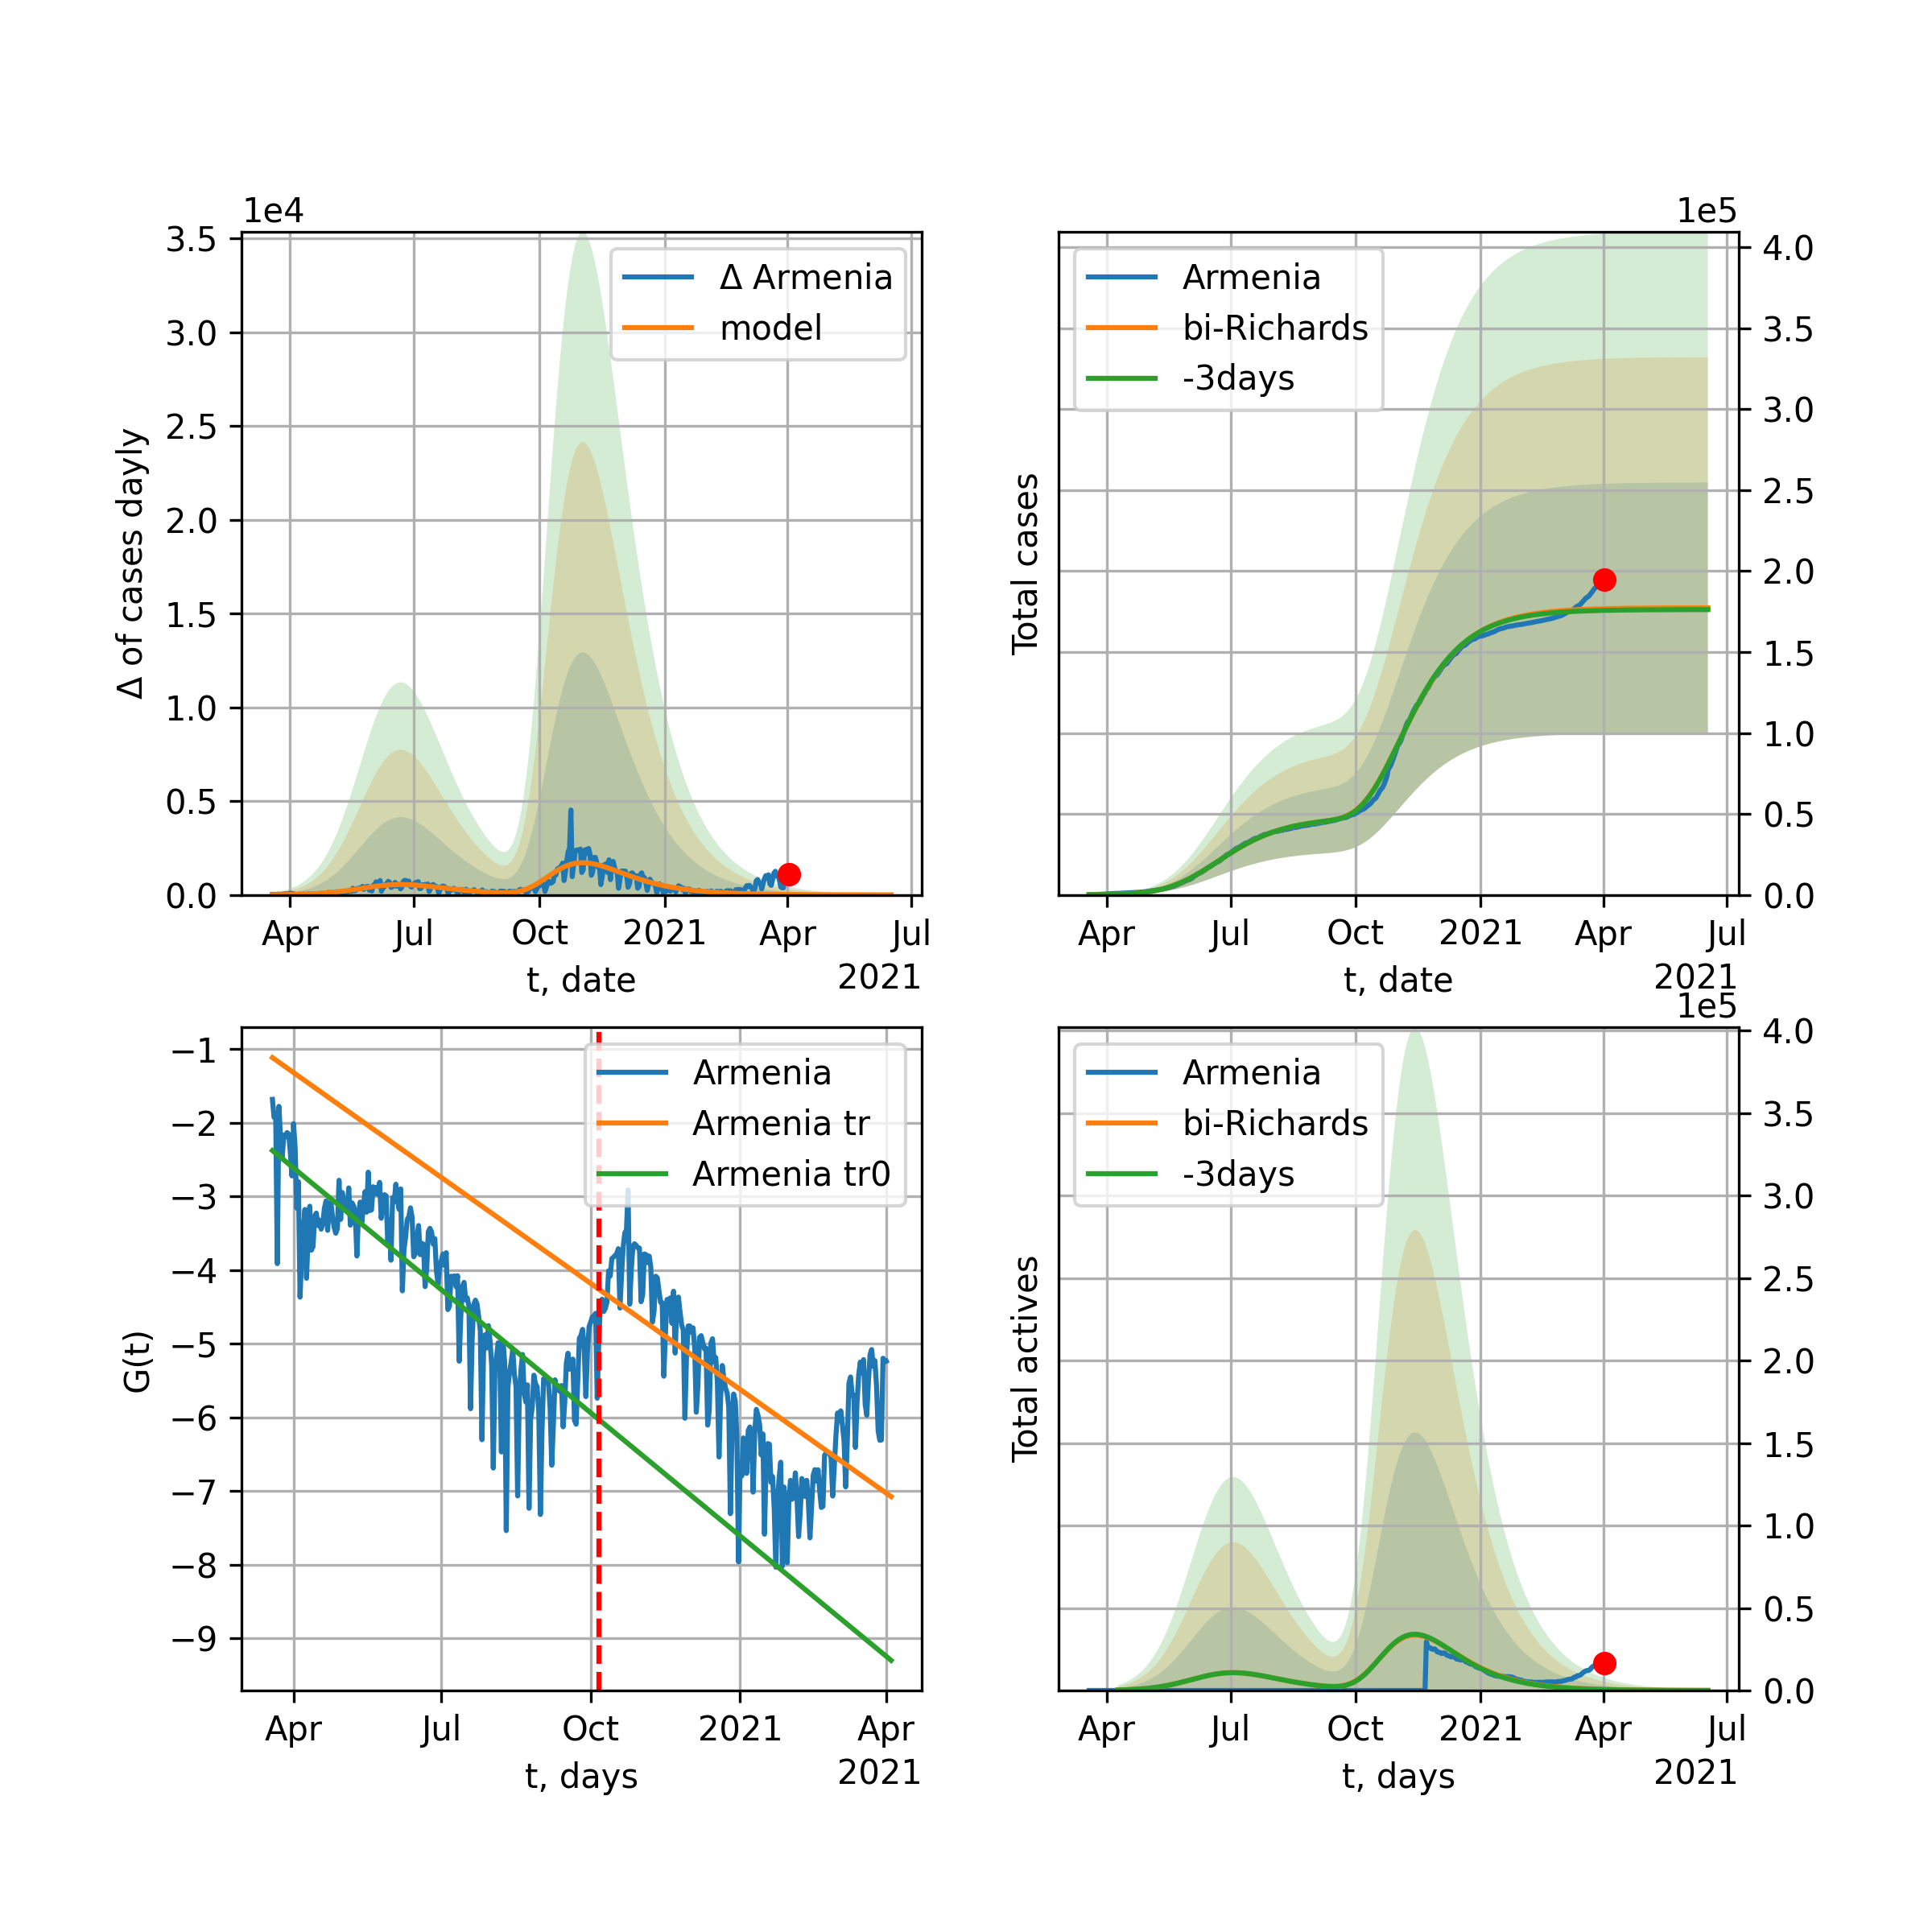 1e4
3.5
3.0
2.5
2.0
1.5
1.0
0.5
0.0
Δ of cases dayly
Δ Armenia
model
Apr Jul Oct 2021 Apr Jul
2021
t, date
1e5
4.0
3.5
3.0
2.5
2.0
1.5
1.0
0.5
0.0
Total cases
Armenia
bi-Richards
-3days
Apr Jul Oct 2021 Apr Jul
2021
t, date
−1
−2
−3
−4
−5
−6
−7
−8
−9
G(t)
Armenia
Armenia tr
Armenia tr0
Apr Jul Oct 2021 Apr
2021
t, days
1e5
4.0
3.5
3.0
2.5
2.0
1.5
1.0
0.5
0.0
Total actives
Armenia
bi-Richards
-3days
Apr Jul Oct 2021 Apr Jul
2021
t, days